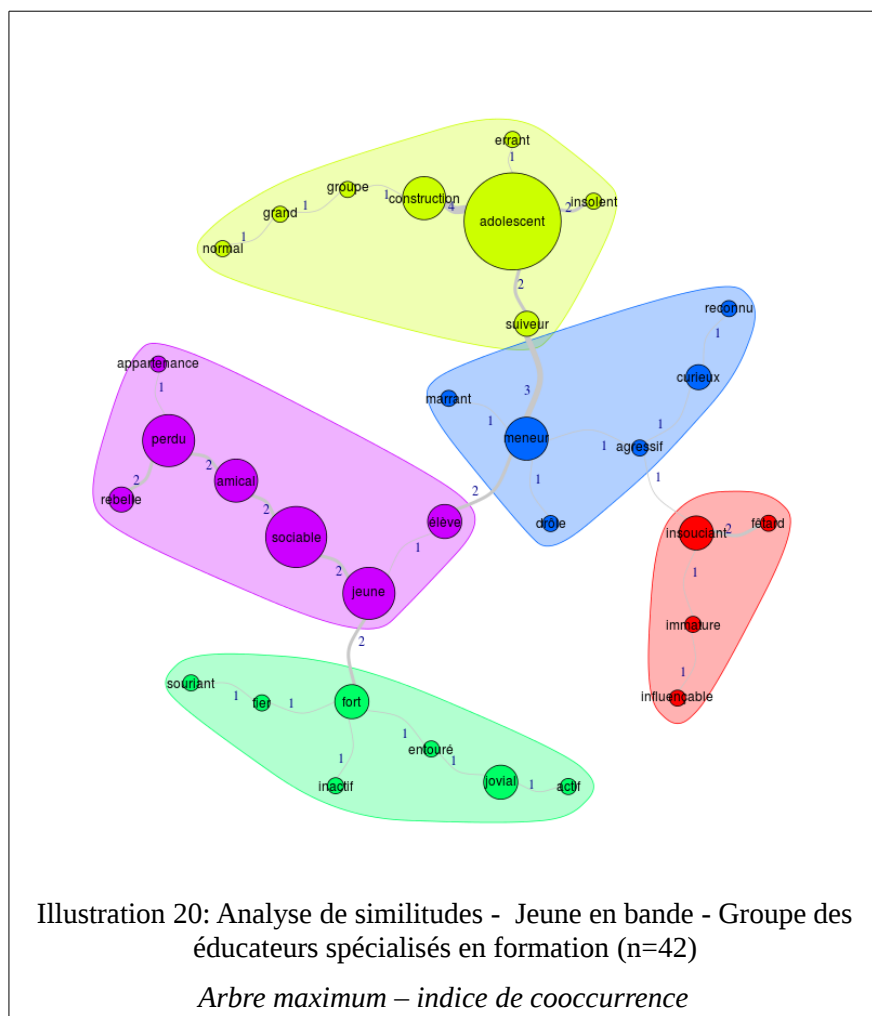 errant
1
groupe
1
construction
4
adolescent
2
insolent
grand
1
1
normal
2
suiveur
3
reconnu
1
curieux
appartenance
1
marrant
1
meneur
1
1
agressif
1
perdu
2
2
rebelle
amical
2
2
élève
1
drôle
insouciant
2
fêtard
sociable
2
1
jeune
1
immature
2
1
influençable
souriant
1
fier
1
fort
1
entouré
1
1
inactif
jovial
1
actif
Illustration 20: Analyse de similitudes - Jeune en bande - Groupe des
éducateurs spécialisés en formation (n=42)
Arbre maximum – indice de cooccurrence